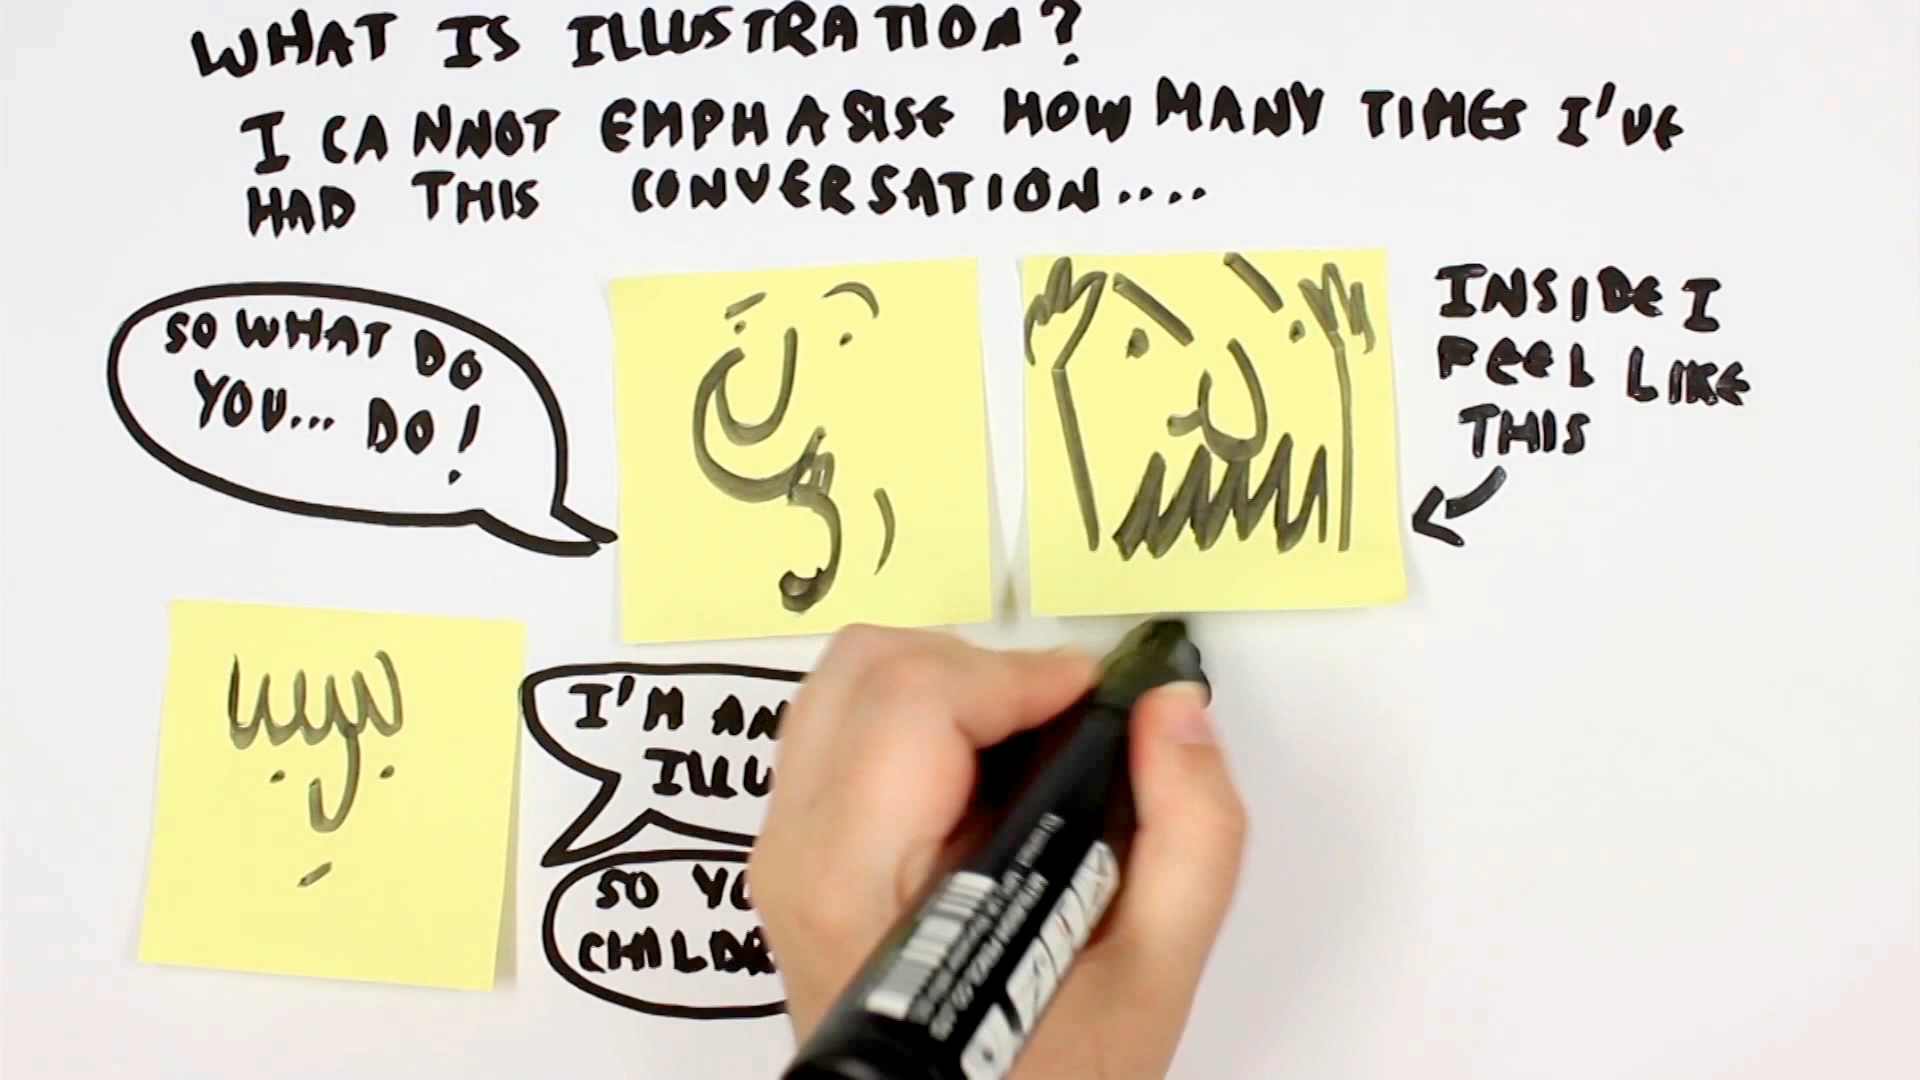 WHAT IS ILLUSTRATION?
I CANNOT EMPHASISE HOW MANY TIMES I'VE
HAD THIS CONVERSATION....
SO WHAT DO
YOU... DO!
INSIDE I
FEEL LIKE
THIS
I'M AN
ILLU
SO YO
CHILD